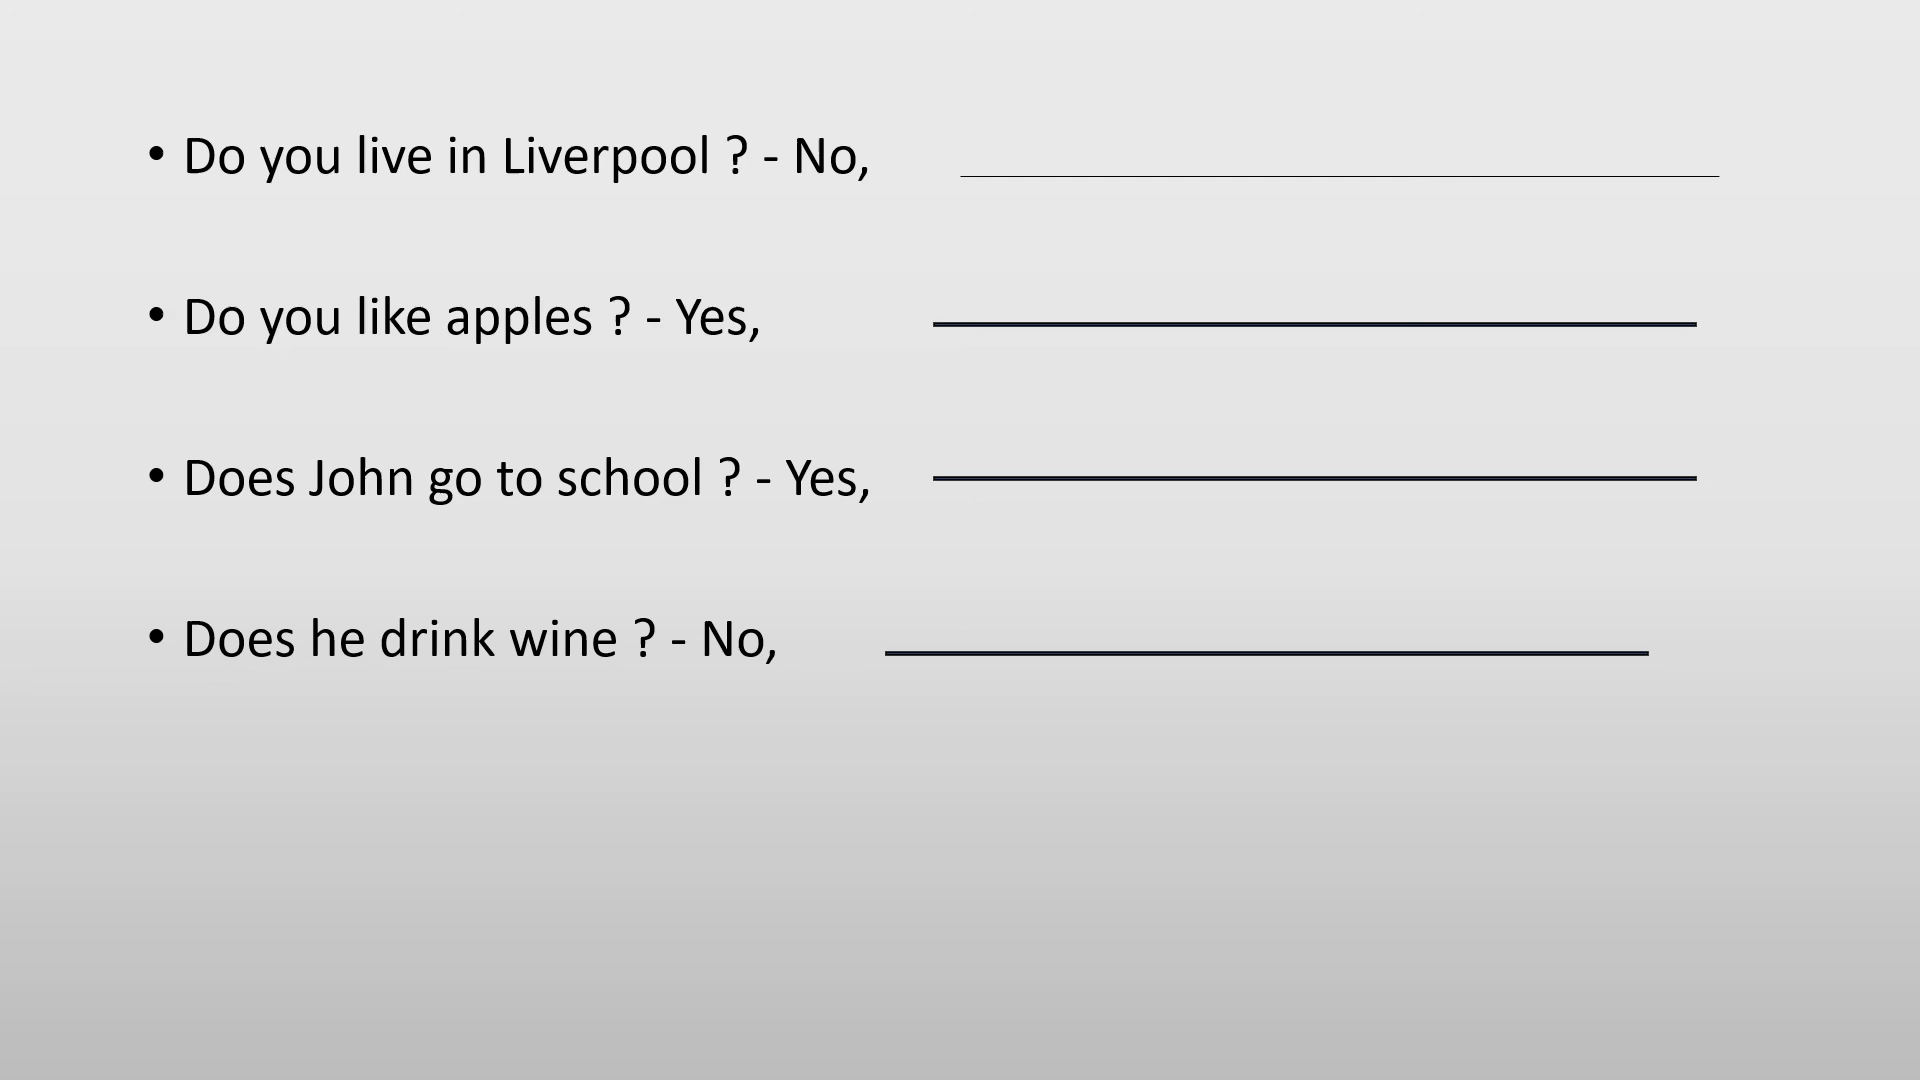 • Do you live in Liverpool ? - No,
• Do you like apples ? - Yes,
• Does John go to school ? - Yes,
• Does he drink wine ? - No,